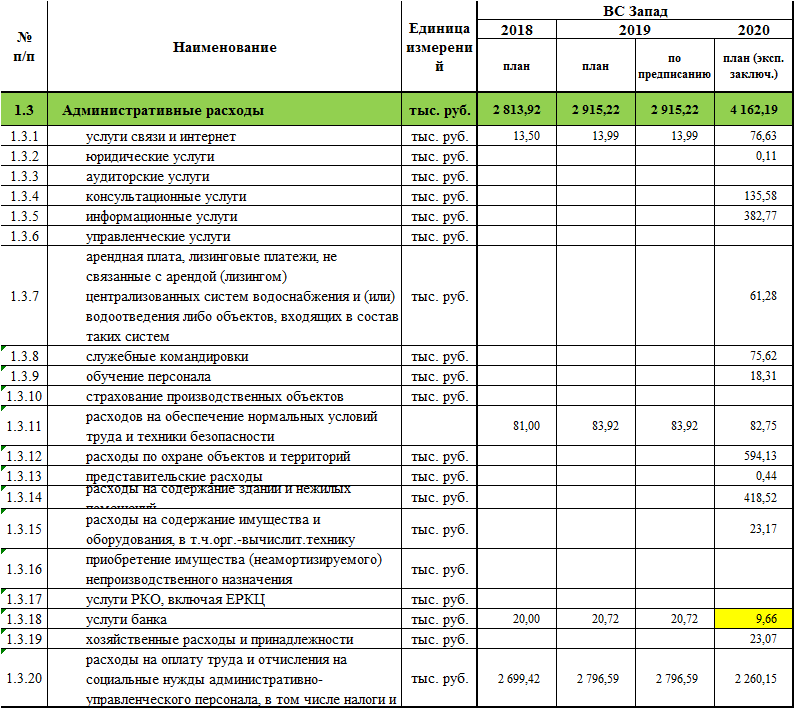 № п/п Наименование Единица измерени й ВС Запад
2018 2019 2020
план план по предписанию план (эксп. заключ.)
1.3 Административные расходы тыс. руб. 2 813,92 2 915,22 2 915,22 4 162,19
1.3.1 услуги связи и интернет тыс. руб. 13,50 13,99 13,99 76,63
1.3.2 юридические услуги тыс. руб. 0,11
1.3.3 аудиторские услуги тыс. руб.
1.3.4 консультационные услуги тыс. руб. 135,58
1.3.5 информационные услуги тыс. руб. 382,77
1.3.6 управленческие услуги тыс. руб.
арендная плата, лизинговые платежи, не
связанные с арендой (лизингом)
1.3.7 централизованных систем водоснабжения и (или) тыс. руб. 61,28
водоотведения либо объектов, входящих в состав
таких систем
1.3.8 служебные командировки тыс. руб. 75,62
1.3.9 обучение персонала тыс. руб. 18,31
1.3.10 страхование производственных объектов тыс. руб.
1.3.11 расходов на обеспечение нормальных условий
труда и техники безопасности 81,00 83,92 83,92 82,75
1.3.12 расходы по охране объектов и территорий тыс. руб. 594,13
1.3.13 представительские расходы тыс. руб. 0,44
1.3.14 расходы на содержание зданий и нежилых тыс. руб. 418,52
помещений
1.3.15 расходы на содержание имущества и
оборудования, в т.ч.орг.-вычислит.технику тыс. руб. 23,17
1.3.16 приобретение имущества (неамортизируемого)
непроизводственного назначения тыс. руб.
1.3.17 услуги РКО, включая ЕРКЦ тыс. руб.
1.3.18 услуги банка тыс. руб. 20,00 20,72 20,72 9,66
1.3.19 хозяйственные расходы и принадлежности тыс. руб. 23,07
расходы на оплату труда и отчисления на
1.3.20 социальные нужды административно- тыс. руб. 2 699,42 2 796,59 2 796,59 2 260,15
управленческого персонала, в том числе налоги и